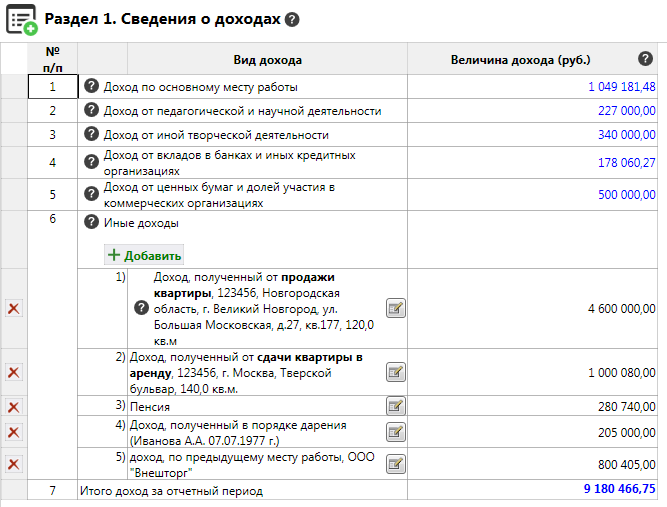 Раздел 1. Сведения о доходах ?
№
п/п
Вид дохода
Величина дохода (руб.) ?
1 ? Доход по основному месту работы 1 049 181,48
2 ? Доход от педагогической и научной деятельности 227 000,00
3 ? Доход от иной творческой деятельности 340 000,00
4 ? Доход от вкладов в банках и иных кредитных
организациях 178 060,27
5 ? Доход от ценных бумаг и долей участия в
коммерческих организациях 500 000,00
6 ? Иные доходы
Добавить
1) Доход, полученный от продажи
квартиры, 123456, Новгородская
? область, г. Великий Новгород, ул. 4 600 000,00
Большая Московская, д.27, кв.177, 120,0
кв.м
2) Доход, полученный от сдачи квартиры в
аренду, 123456, г. Москва, Тверской 1 000 080,00
бульвар, 140,0 кв.м.
3) Пенсия 280 740,00
4) Доход, полученный в порядке дарения
(Иванова А.А. 07.07.1977 г.) 205 000,00
5) доход, по предыдущему месту работы, ООО
"Внешторг" 800 405,00
7 Итого доход за отчетный период 9 180 466,75